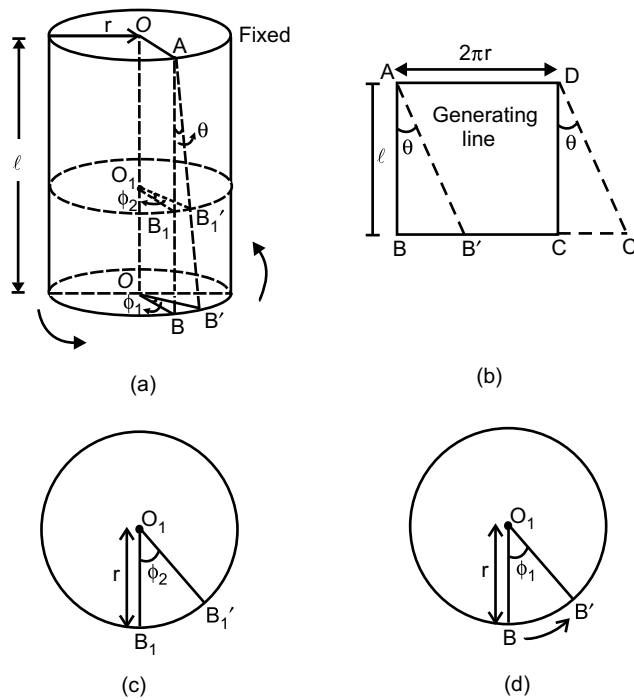 r
O
A
Fixed
θ
ℓ
O₁
ϕ₂
B₁
B₁′
O
ϕ₁
B
B′
(a)
2πr
A
D
Generating
line
ℓ
θ
θ
B
B′
C
C
(b)
O₁
r
ϕ₂
B₁
B₁′
(c)
O₁
r
ϕ₁
B
B′
(d)